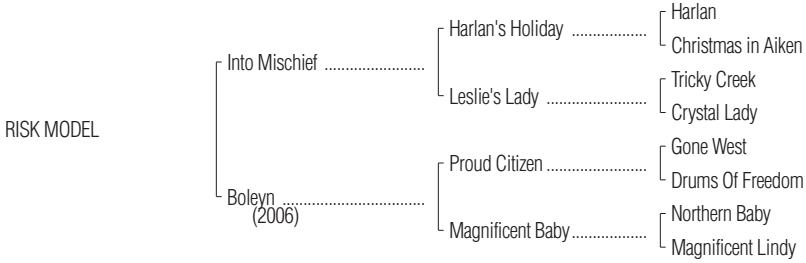 Harlan
Harlan's Holiday ..................
Christmas in Aiken
Into Mischief ........................
Tricky Creek
Leslie's Lady ........................
Crystal Lady
RISK MODEL
Gone West
Proud Citizen ........................
Drums Of Freedom
Boleyn ..................................
(2006)
Northern Baby
Magnificent Baby..................
Magnificent Lindy